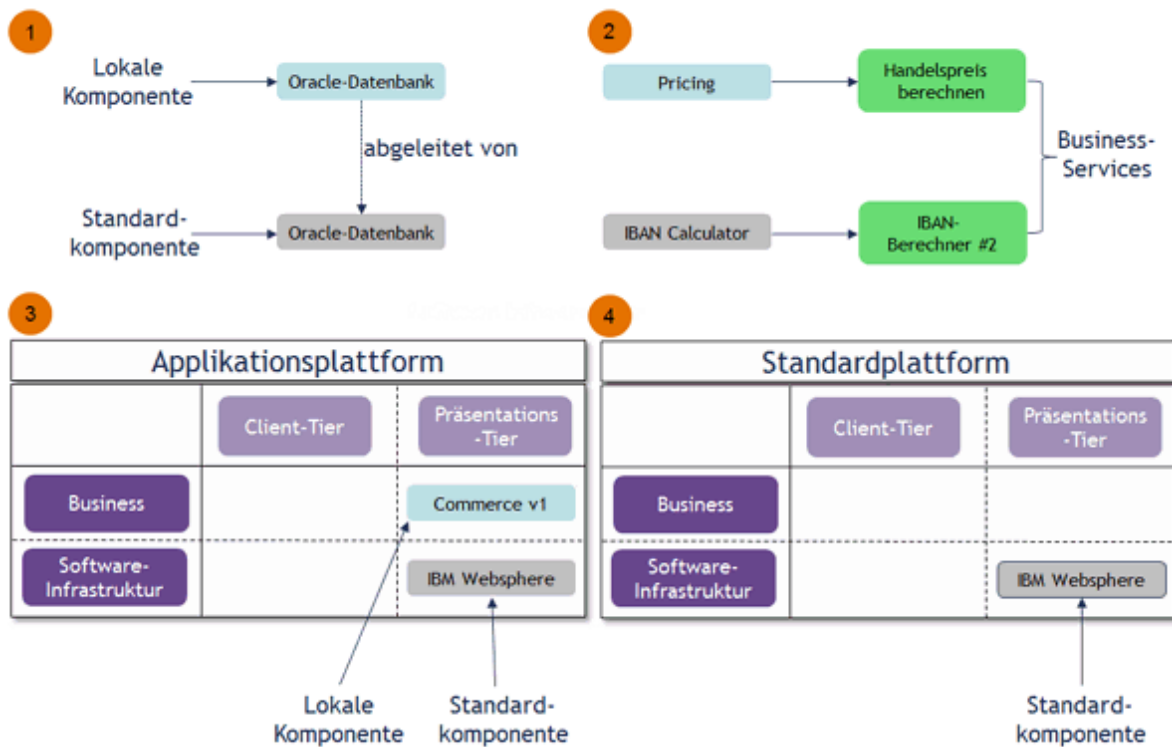 1
Lokale
Komponente
Oracle-Datenbank
abgeleitet von
Standard-
komponente
Oracle-Datenbank
2
Pricing
Handelspreis
berechnen
Business-
Services
IBAN Calculator
IBAN-
Berechner #2
3
Applikationsplattform
Client-Tier
Präsentations
-Tier
Business
Commerce v1
Software-
Infrastruktur
IBM Websphere
Lokale
Komponente
Standard-
komponente
4
Standardplattform
Client-Tier
Präsentations
-Tier
Business
Software-
Infrastruktur
IBM Websphere
Standard-
komponente